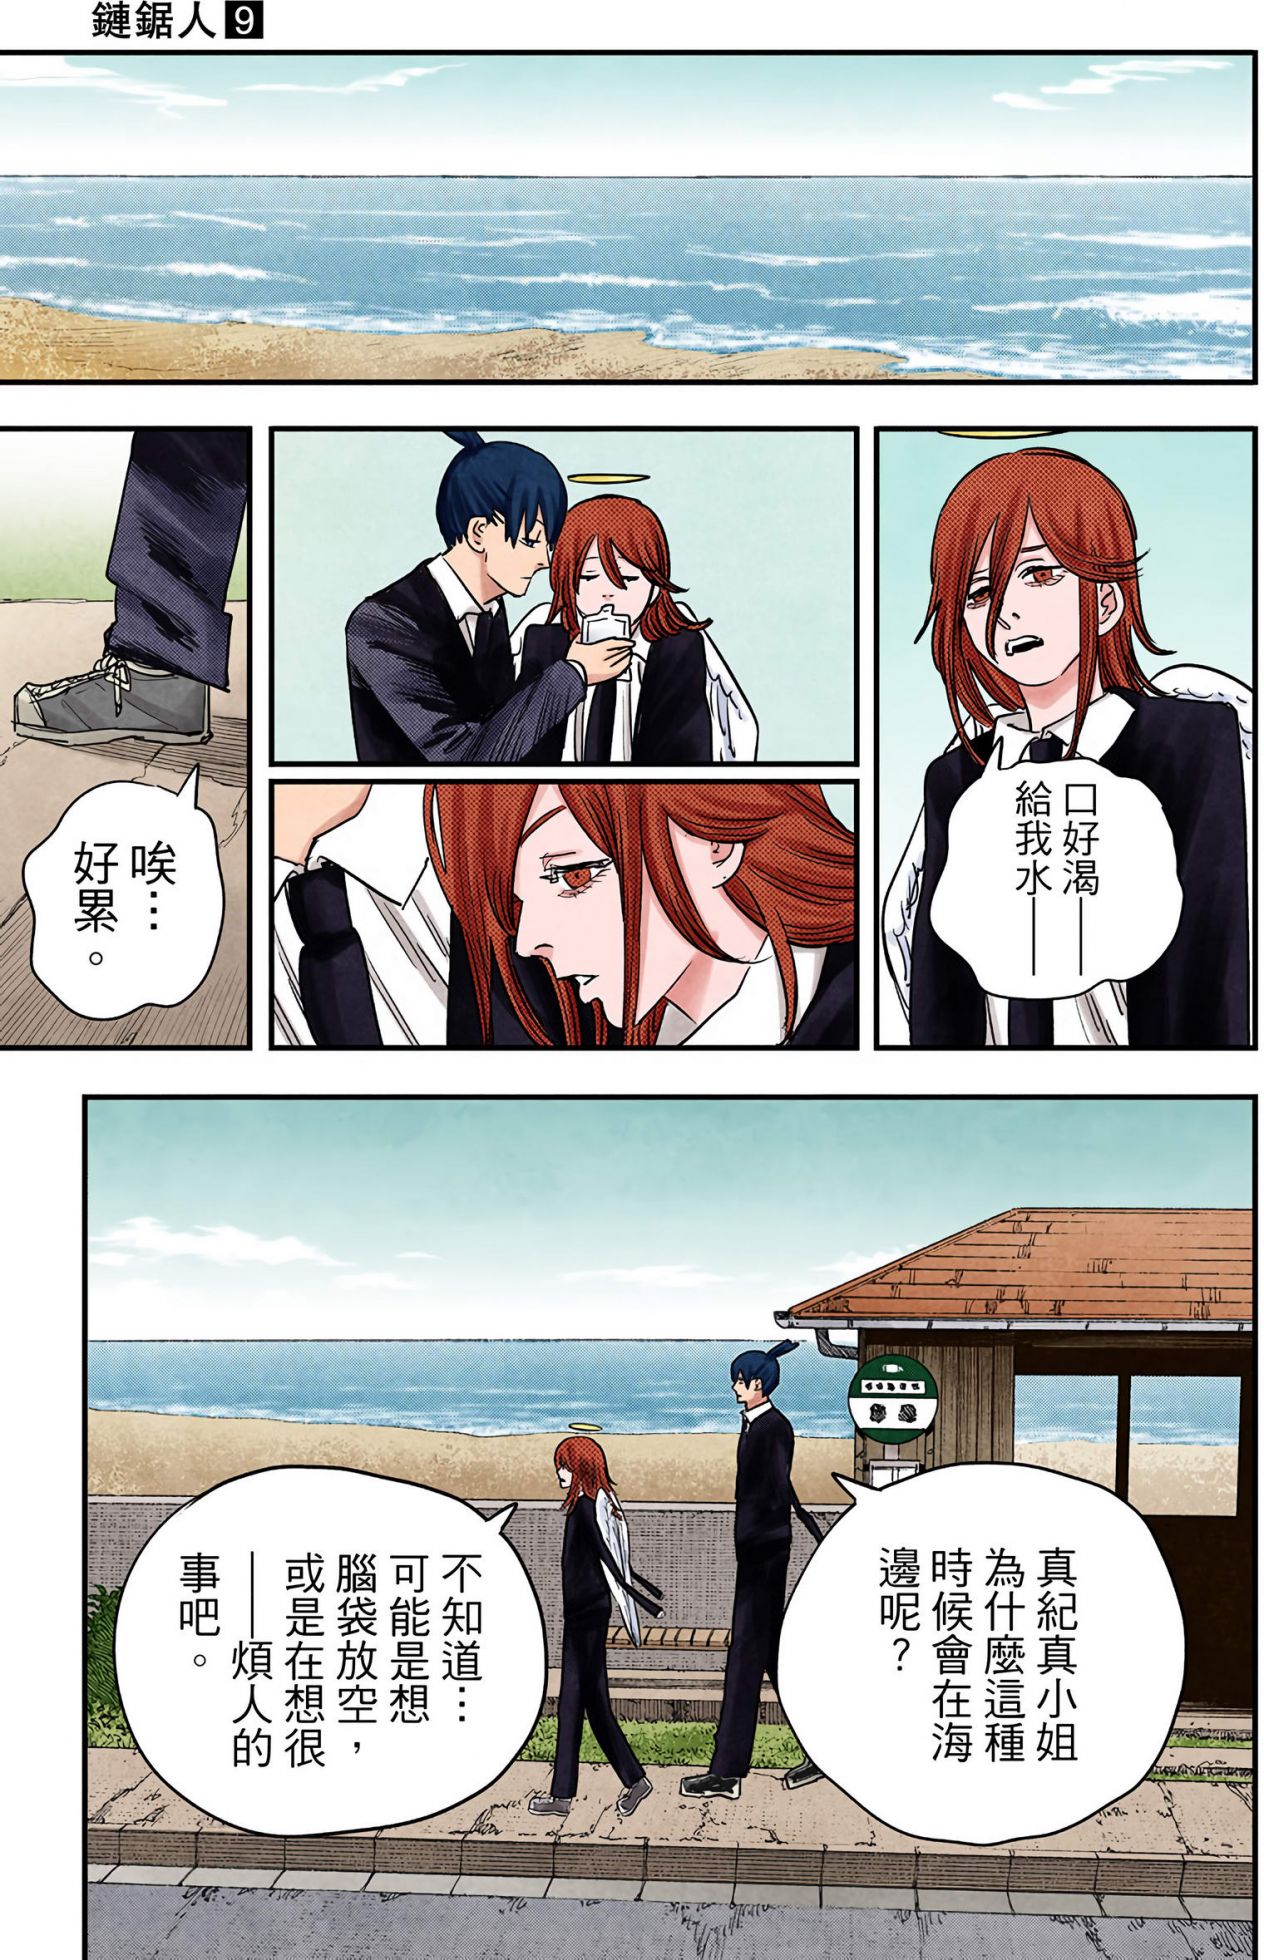 鏈鋸人9
口好渴——
給我水——
唉…
好累。
真紀真小姐
為什麼這種
時候會在海
邊呢？
不知道…
可能是想
腦袋放空，
或是在想很
——煩人的
事吧。